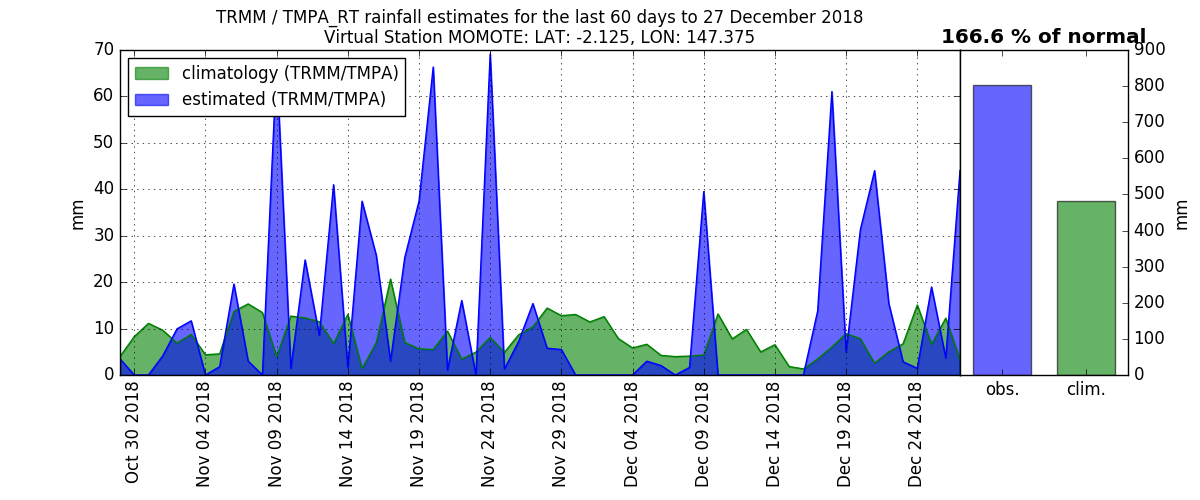 TRMM / TMPA_RT rainfall estimates for the last 60 days to 27 December 2018
Virtual Station MOMOTE: LAT: -2.125, LON: 147.375
166.6 % of normal
climatology (TRMM/TMPA)
estimated (TRMM/TMPA)
70
60
50
40
30
20
10
0
mm
Oct 30 2018
Nov 04 2018
Nov 09 2018
Nov 14 2018
Nov 19 2018
Nov 24 2018
Nov 29 2018
Dec 04 2018
Dec 09 2018
Dec 14 2018
Dec 19 2018
Dec 24 2018
900
800
700
600
500
400
300
200
100
0
mm
obs.
clim.